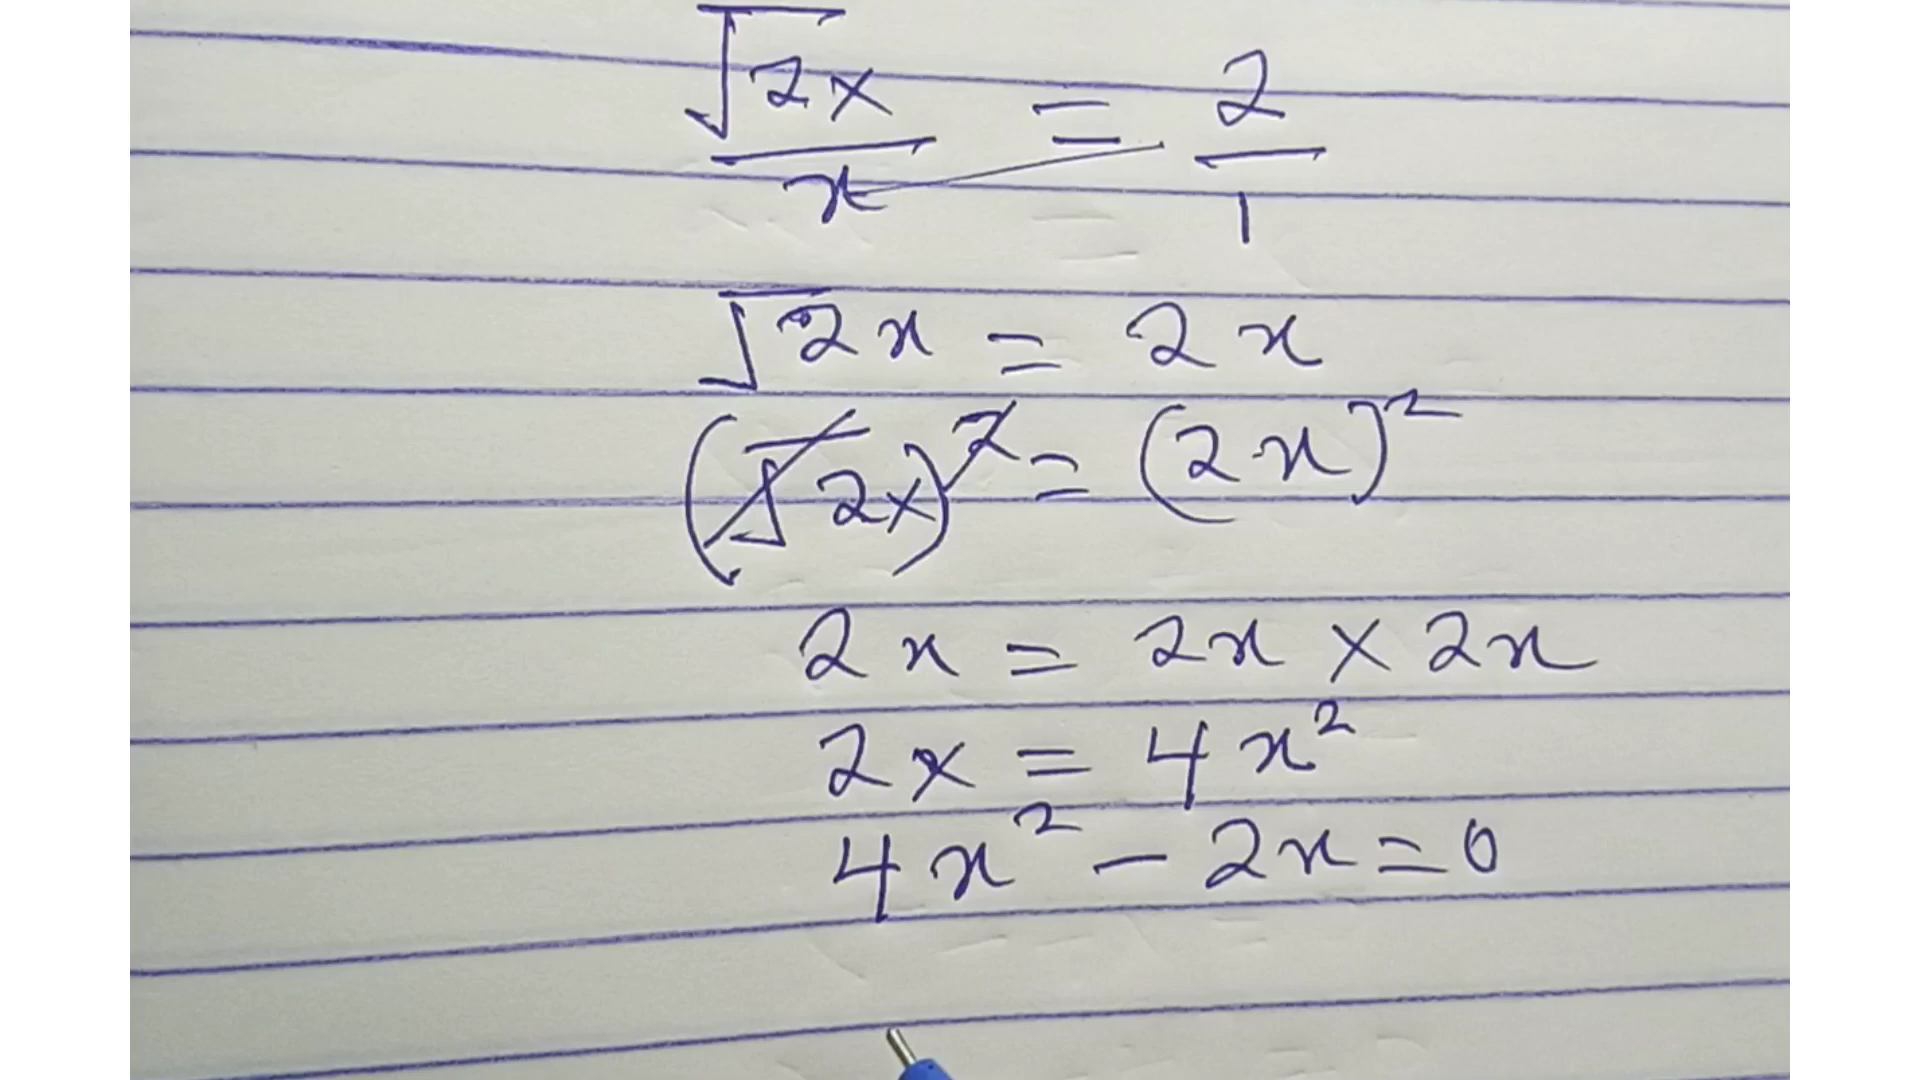 √2x/x = 2/1
√2x = 2x
(√2x)² = (2x)²
2x = 2x × 2x
2x = 4x²
4x² - 2x = 0